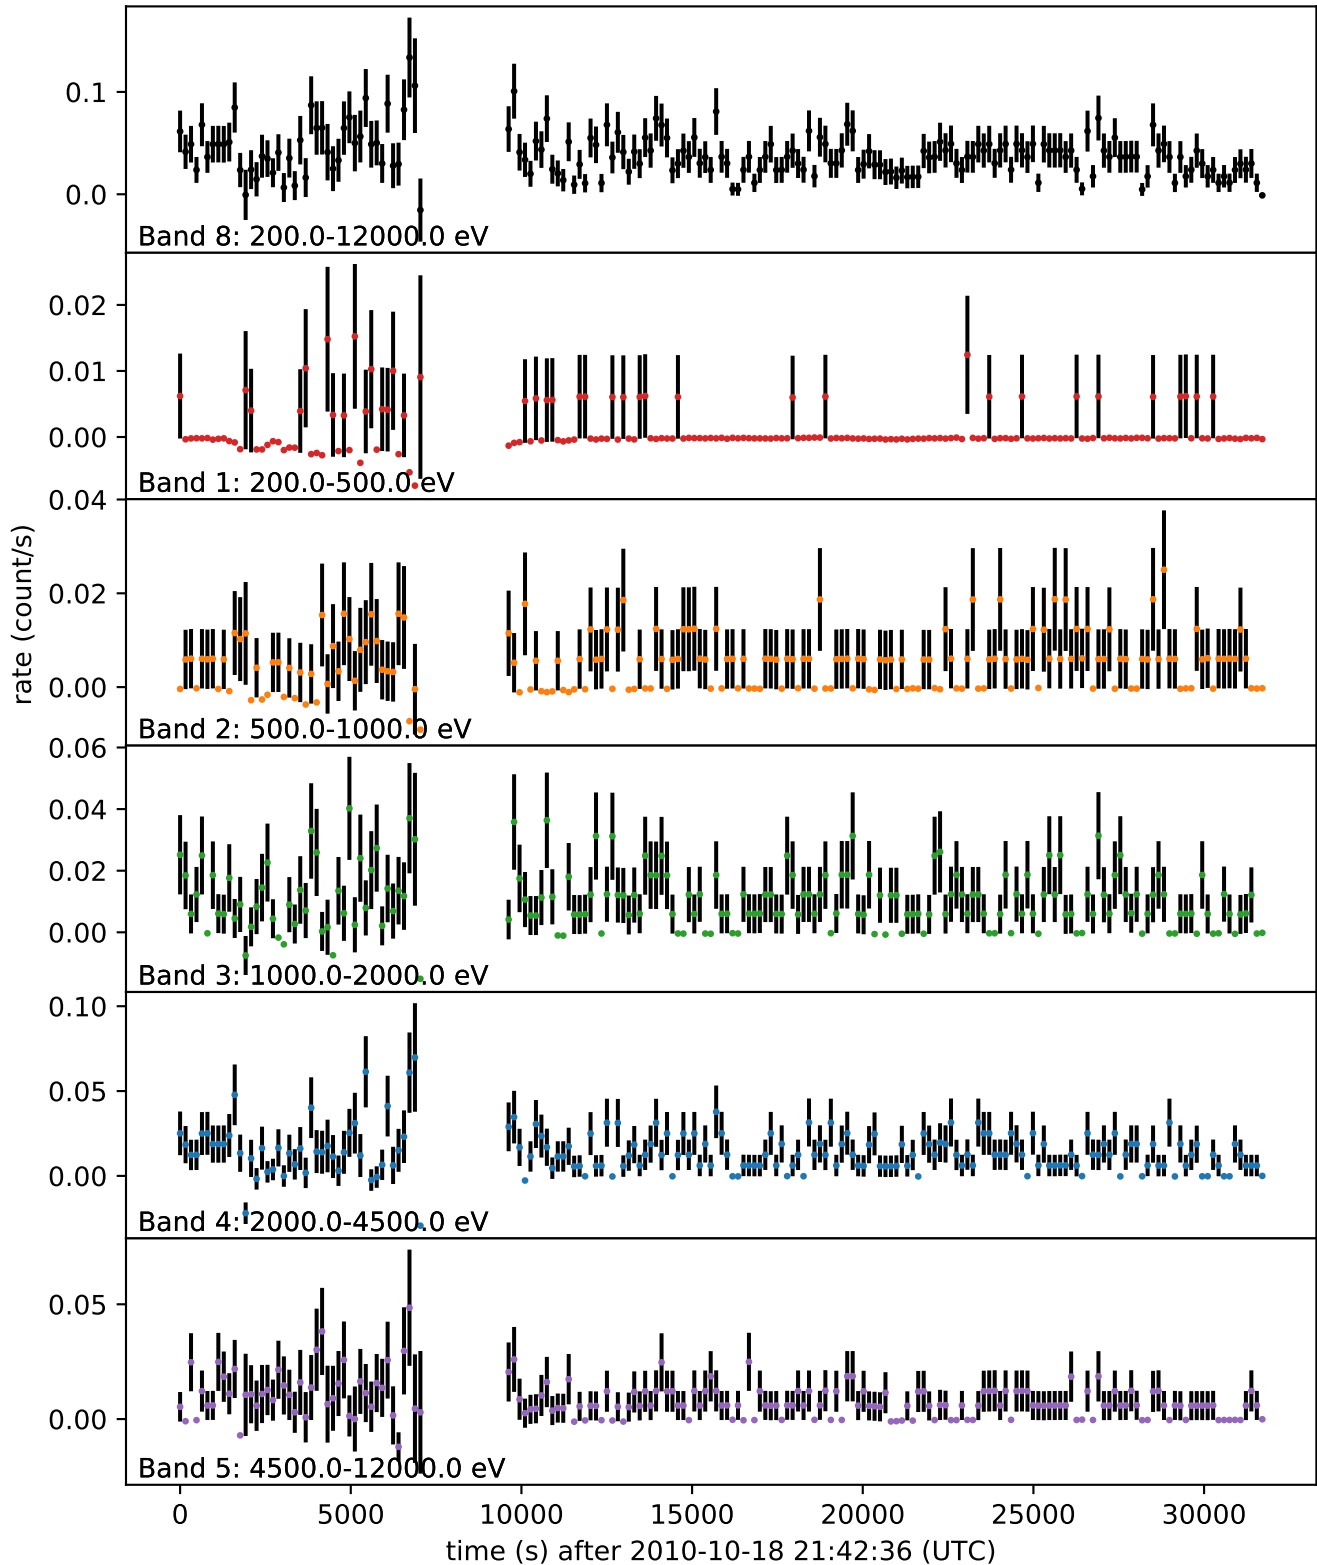 0.1
0.0
Band 8: 200.0-12000.0 eV
0.02
0.01
0.00
Band 1: 200.0-500.0 eV
0.04
0.02
0.00
Band 2: 500.0-1000.0 eV
rate (count/s)
0.06
0.04
0.02
0.00
Band 3: 1000.0-2000.0 eV
0.10
0.05
0.00
Band 4: 2000.0-4500.0 eV
0.05
0.00
Band 5: 4500.0-12000.0 eV
0 5000 10000 15000 20000 25000 30000
time (s) after 2010-10-18 21:42:36 (UTC)